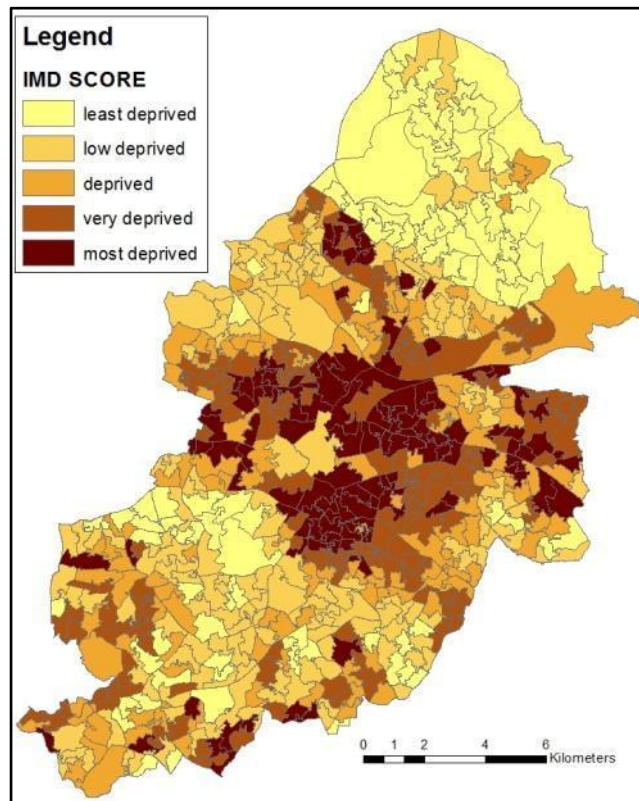 Legend
IMD SCORE
least deprived
low deprived
deprived
very deprived
most deprived
0 1 2 4 6
Kilometers